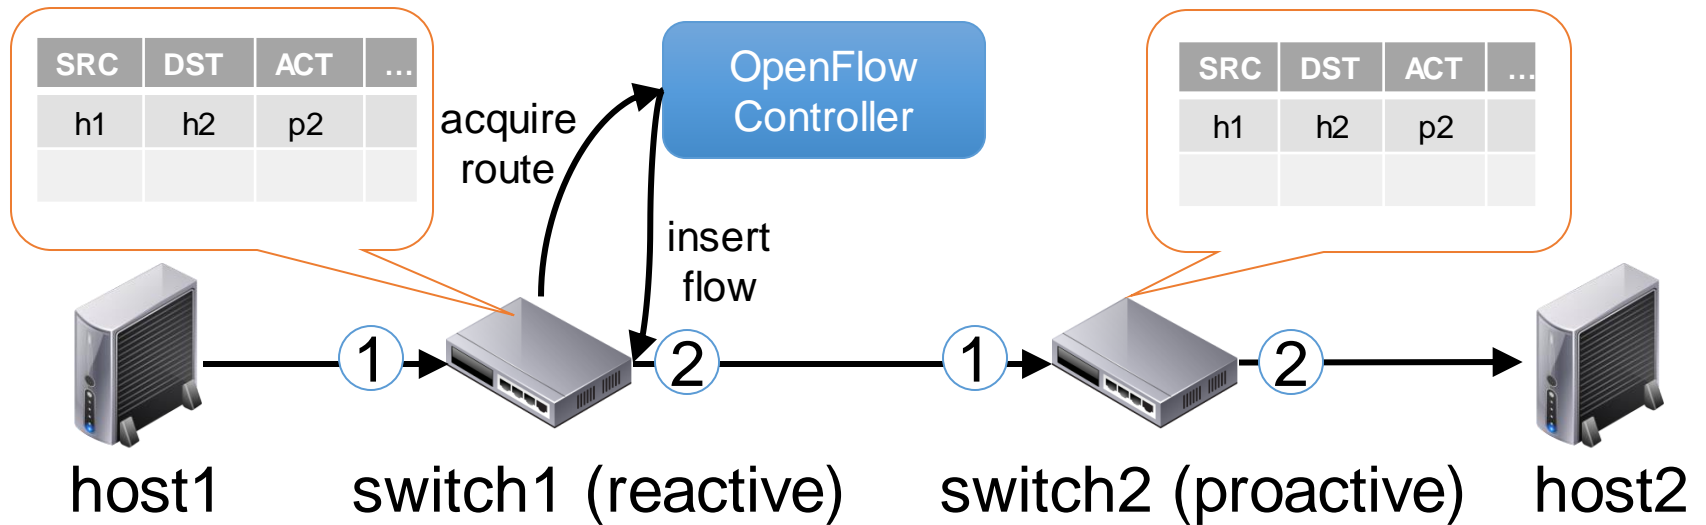 SRC DST ACT ...
h1 h2 p2
acquire
route
OpenFlow
Controller
insert
flow
SRC DST ACT ...
h1 h2 p2
1
2
1
2
host1
switch1 (reactive)
switch2 (proactive)
host2